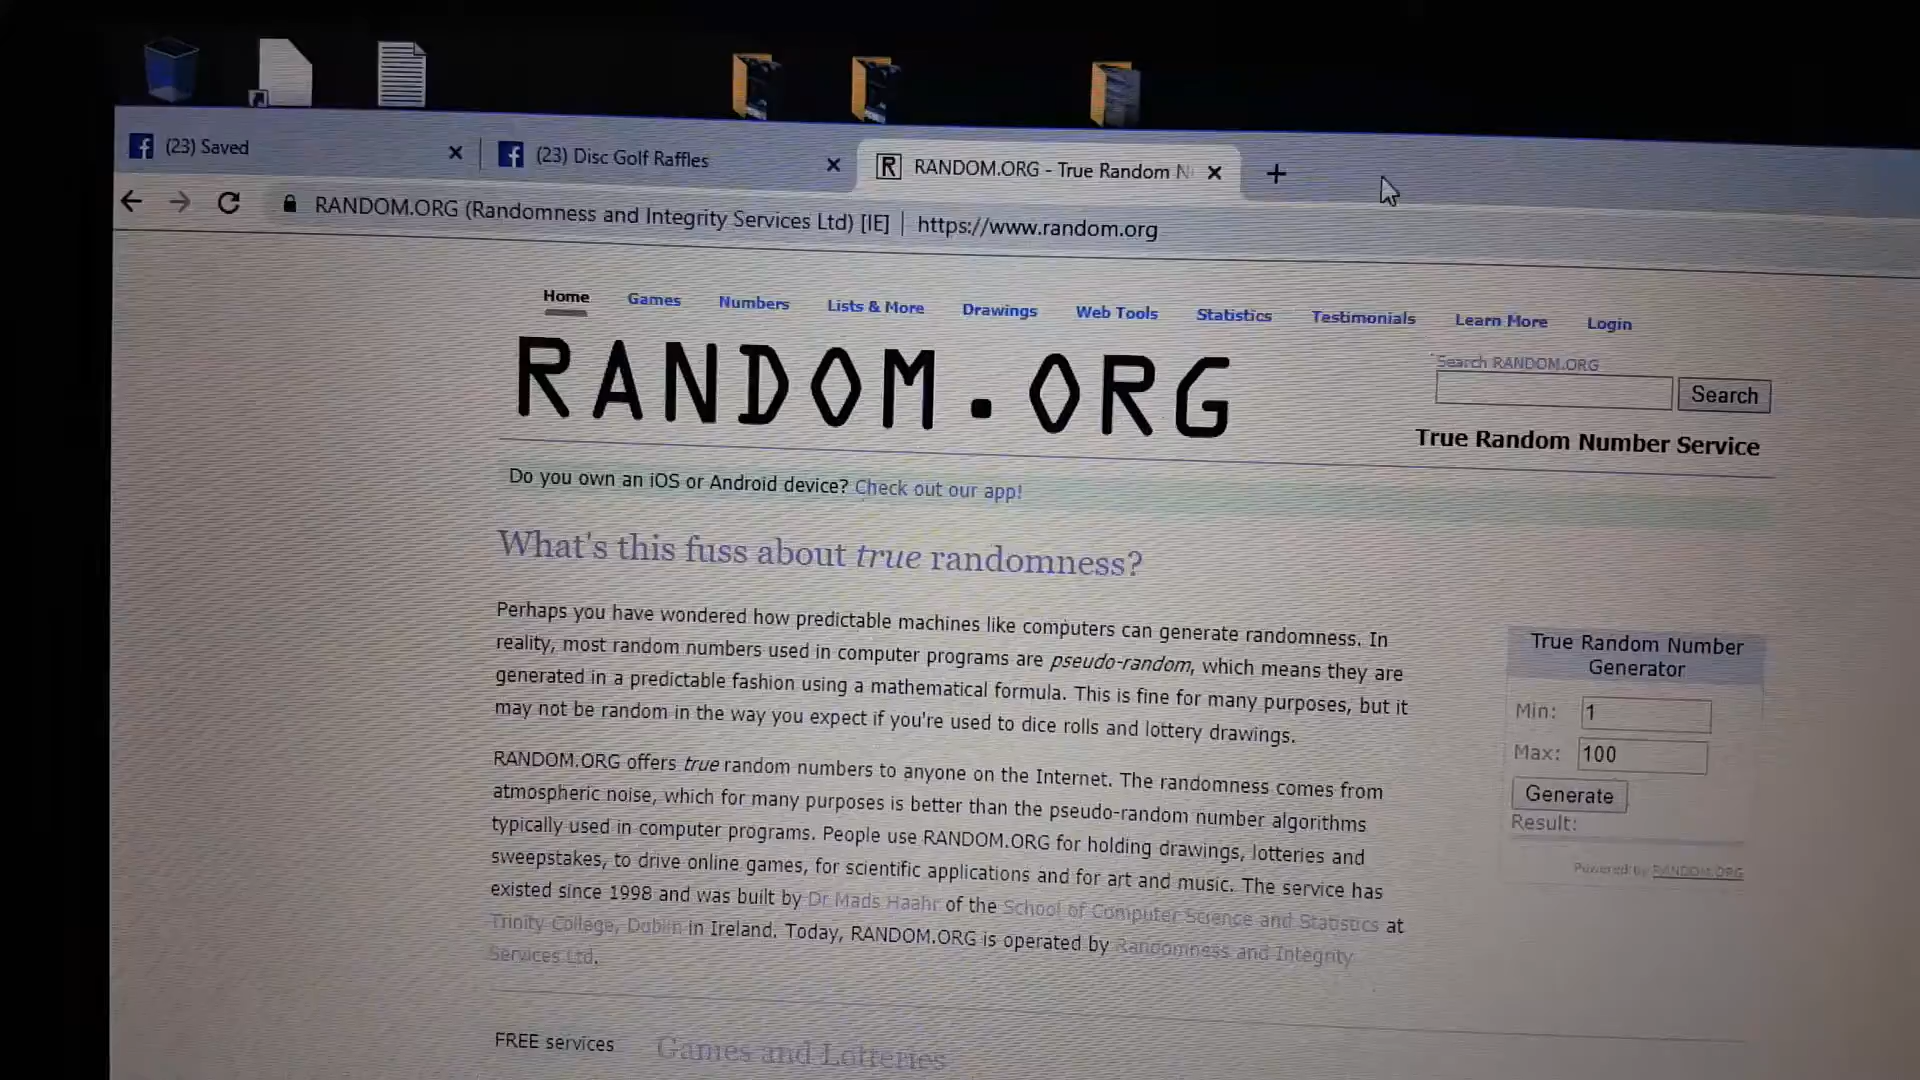 (23) Saved
(23) Disc Golf Raffles
RANDOM.ORG - True Random N
RANDOM.ORG (Randomness and Integrity Services Ltd) [IE] | https://www.random.org
Home Games Numbers Lists & More Drawings Web Tools Statistics Testimonials Learn More Login
RANDOM.ORG
Search RANDOM.ORG
Search
True Random Number Service
Do you own an iOS or Android device? Check out our app!
What's this fuss about true randomness?
Perhaps you have wondered how predictable machines like computers can generate randomness. In
reality, most random numbers used in computer programs are pseudo-random, which means they are
generated in a predictable fashion using a mathematical formula. This is fine for many purposes, but it
may not be random in the way you expect if you're used to dice rolls and lottery drawings.
RANDOM.ORG offers true random numbers to anyone on the Internet. The randomness comes from
atmospheric noise, which for many purposes is better than the pseudo-random number algorithms
typically used in computer programs. People use RANDOM.ORG for holding drawings, lotteries and
sweepstakes, to drive online games, for scientific applications and for art and music. The service has
existed since 1998 and was built by Dr Mads Haahr of the School of Computer Science and Statistics at
Trinity College, Dublin in Ireland. Today, RANDOM.ORG is operated by Randomness and Integrity
Services Ltd.
True Random Number
Generator
Min: 1
Max: 100
Generate
Result:
Powered by RANDOM.ORG
FREE services
Games and Lotteries